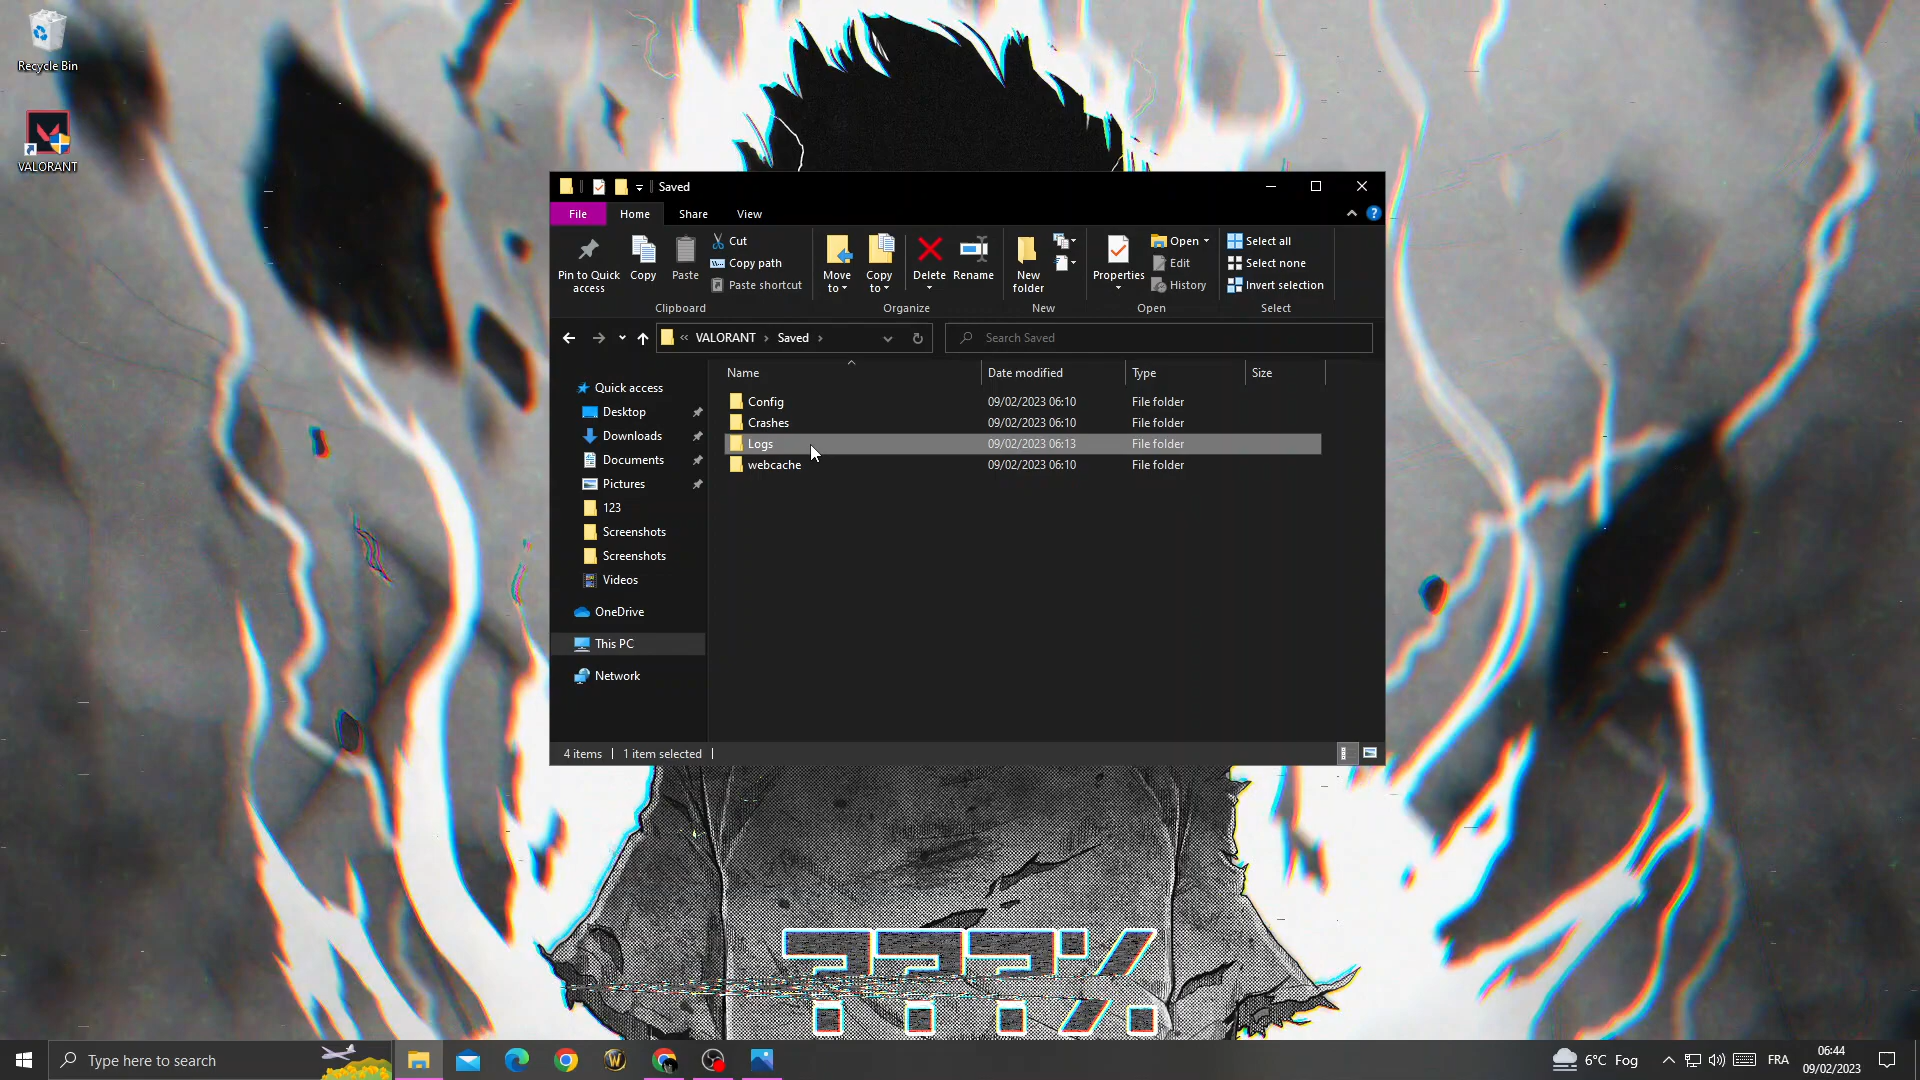 Recycle Bin
VALORANT
Saved
File
Home
Share
View
Pin to Quick access
Copy
Paste
Cut
Copy path
Paste shortcut
Clipboard
Move to
Copy to
Delete
Rename
Organize
New folder
New
Properties
Open
Edit
History
Open
Select all
Select none
Invert selection
Select
VALORANT
Saved
Search Saved
Name
Date modified
Type
Size
Config 09/02/2023 06:10 File folder
Crashes 09/02/2023 06:10 File folder
Logs 09/02/2023 06:13 File folder
webcache 09/02/2023 06:10 File folder
Quick access
Desktop
Downloads
Documents
Pictures
123
Screenshots
Screenshots
Videos
OneDrive
This PC
Network
4 items
1 item selected
Type here to search
6°C Fog
FRA
06:44
09/02/2023